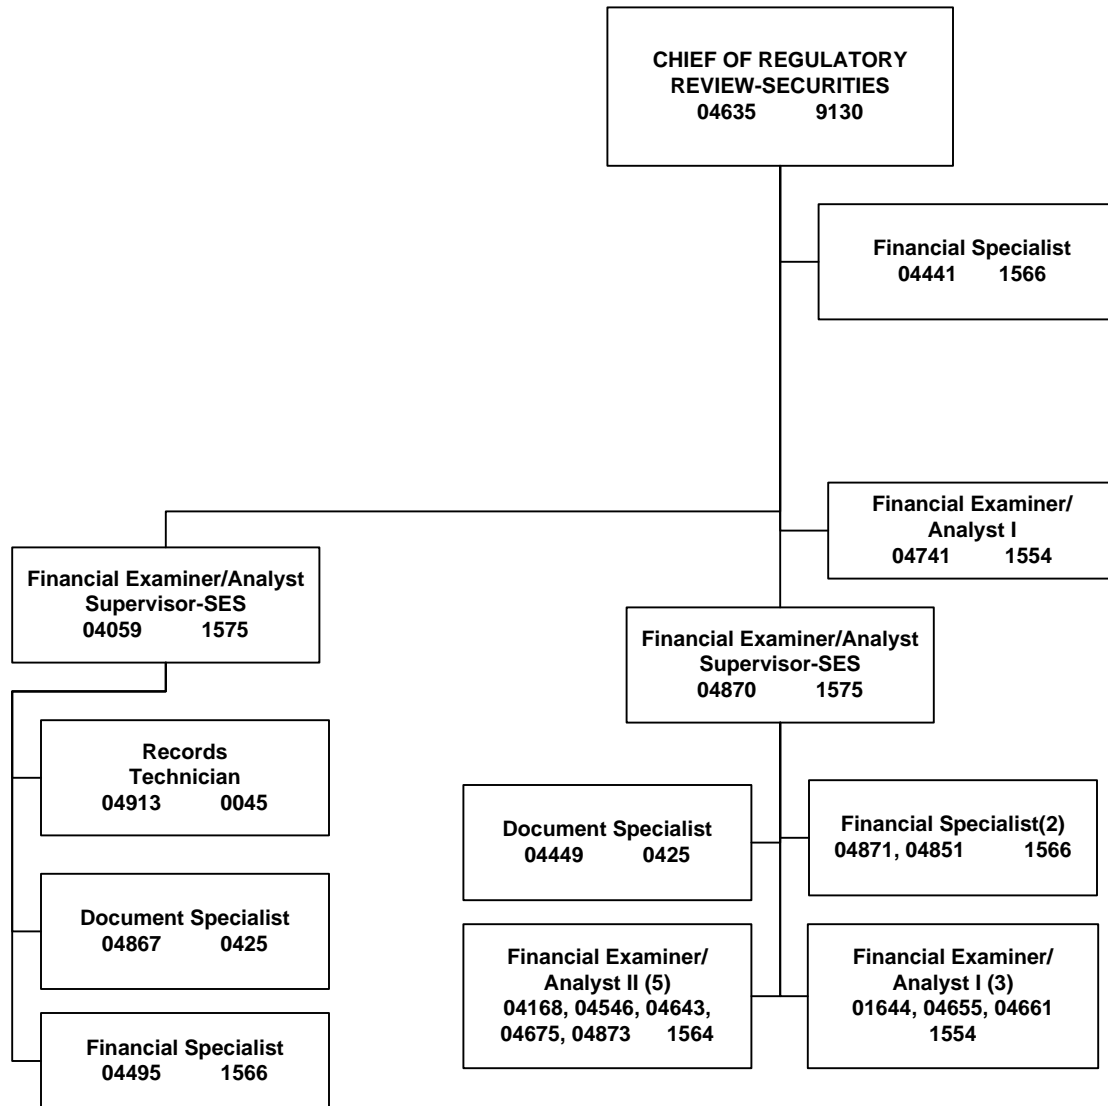 CHIEF OF REGULATORY
REVIEW-SECURITIES
04635 9130
Financial Specialist
04441 1566
Financial Examiner/
Analyst I
04741 1554
Financial Examiner/Analyst
Supervisor-SES
04059 1575
Financial Examiner/Analyst
Supervisor-SES
04870 1575
Records
Technician
04913 0045
Document Specialist
04449 0425
Financial Specialist(2)
04871, 04851 1566
Document Specialist
04867 0425
Financial Examiner/
Analyst II (5)
04168, 04546, 04643,
04675, 04873 1564
Financial Examiner/
Analyst I (3)
01644, 04655, 04661
1554
Financial Specialist
04495 1566